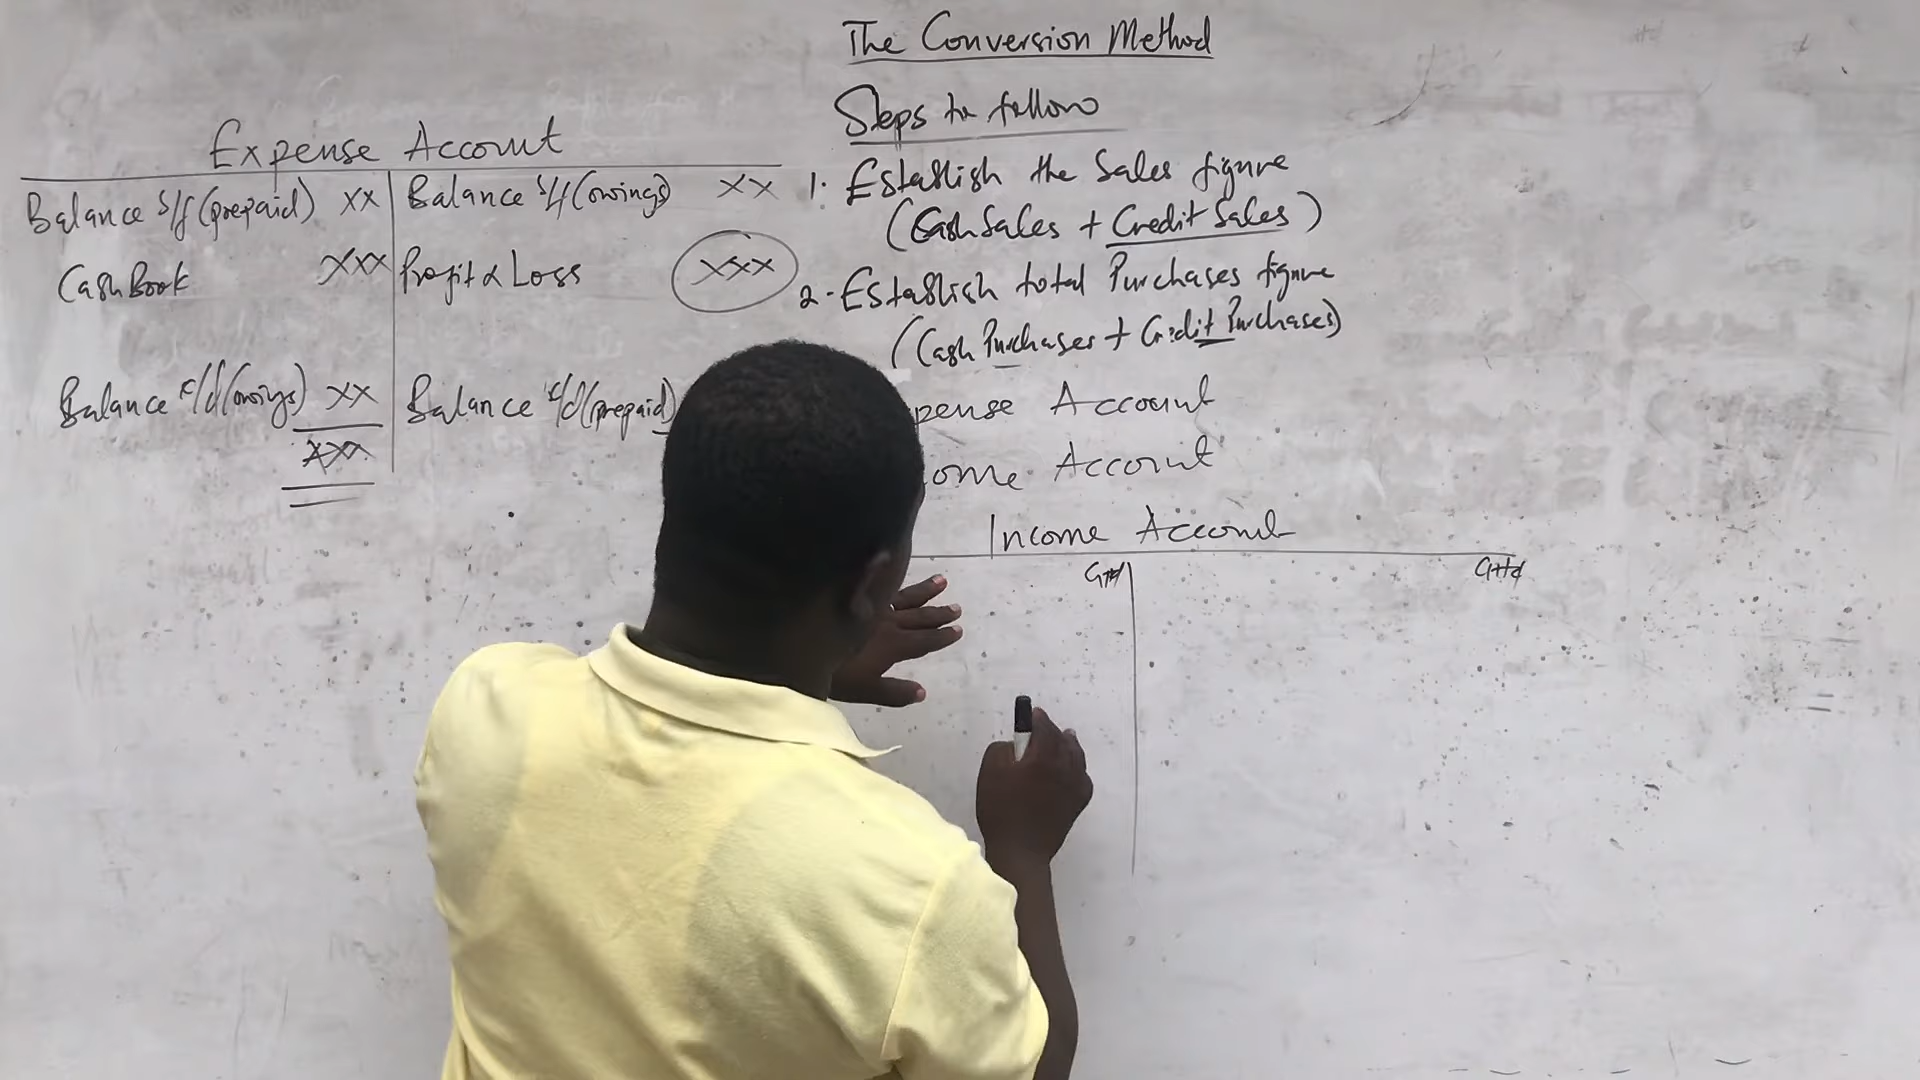 The Conversion Method
Steps to follow
1. Establish the Sales figure
(Cash Sales + Credit Sales)
2. Establish total Purchases figure
(Cash Purchases + Credit Purchases)
pense Account
ome Account
Expense Account
Balance b/f (prepaid) xx Balance b/f (owings) xx
Cash Book xxx Profit & Loss xxx
Balance c/d (owings) xx Balance c/d (prepaid)
xxx
Income Account
GH¢ GH¢